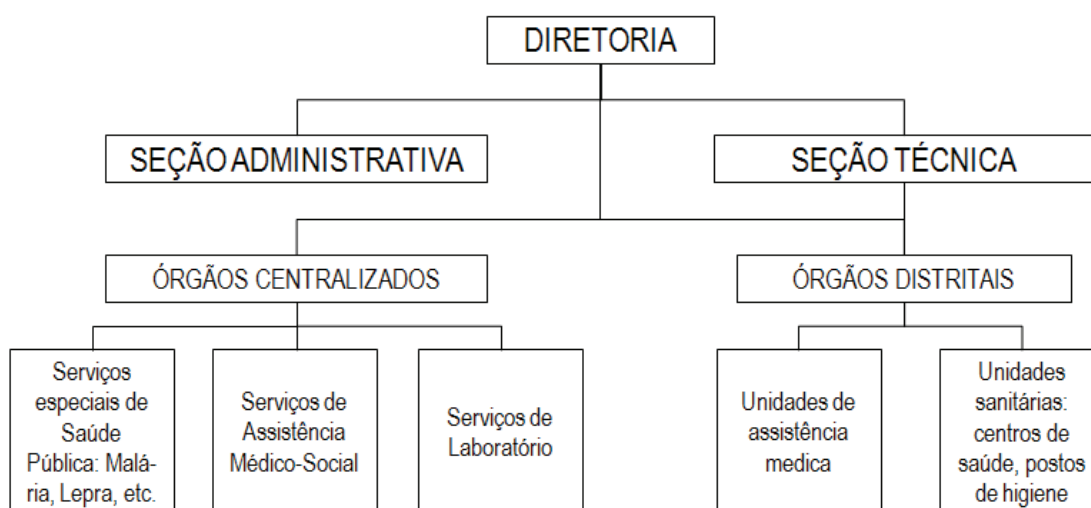 DIRETORIA
SEÇÃO ADMINISTRATIVA
SEÇÃO TÉCNICA
ÓRGÃOS CENTRALIZADOS
ÓRGÃOS DISTRITAIS
Serviços
especiais de
Saúde
Pública: Malá-
ria, Lepra, etc.
Serviços de
Assistência
Médico-Social
Serviços de
Laboratório
Unidades de
assistência
medica
Unidades
sanitárias:
centros de
saúde, postos
de higiene